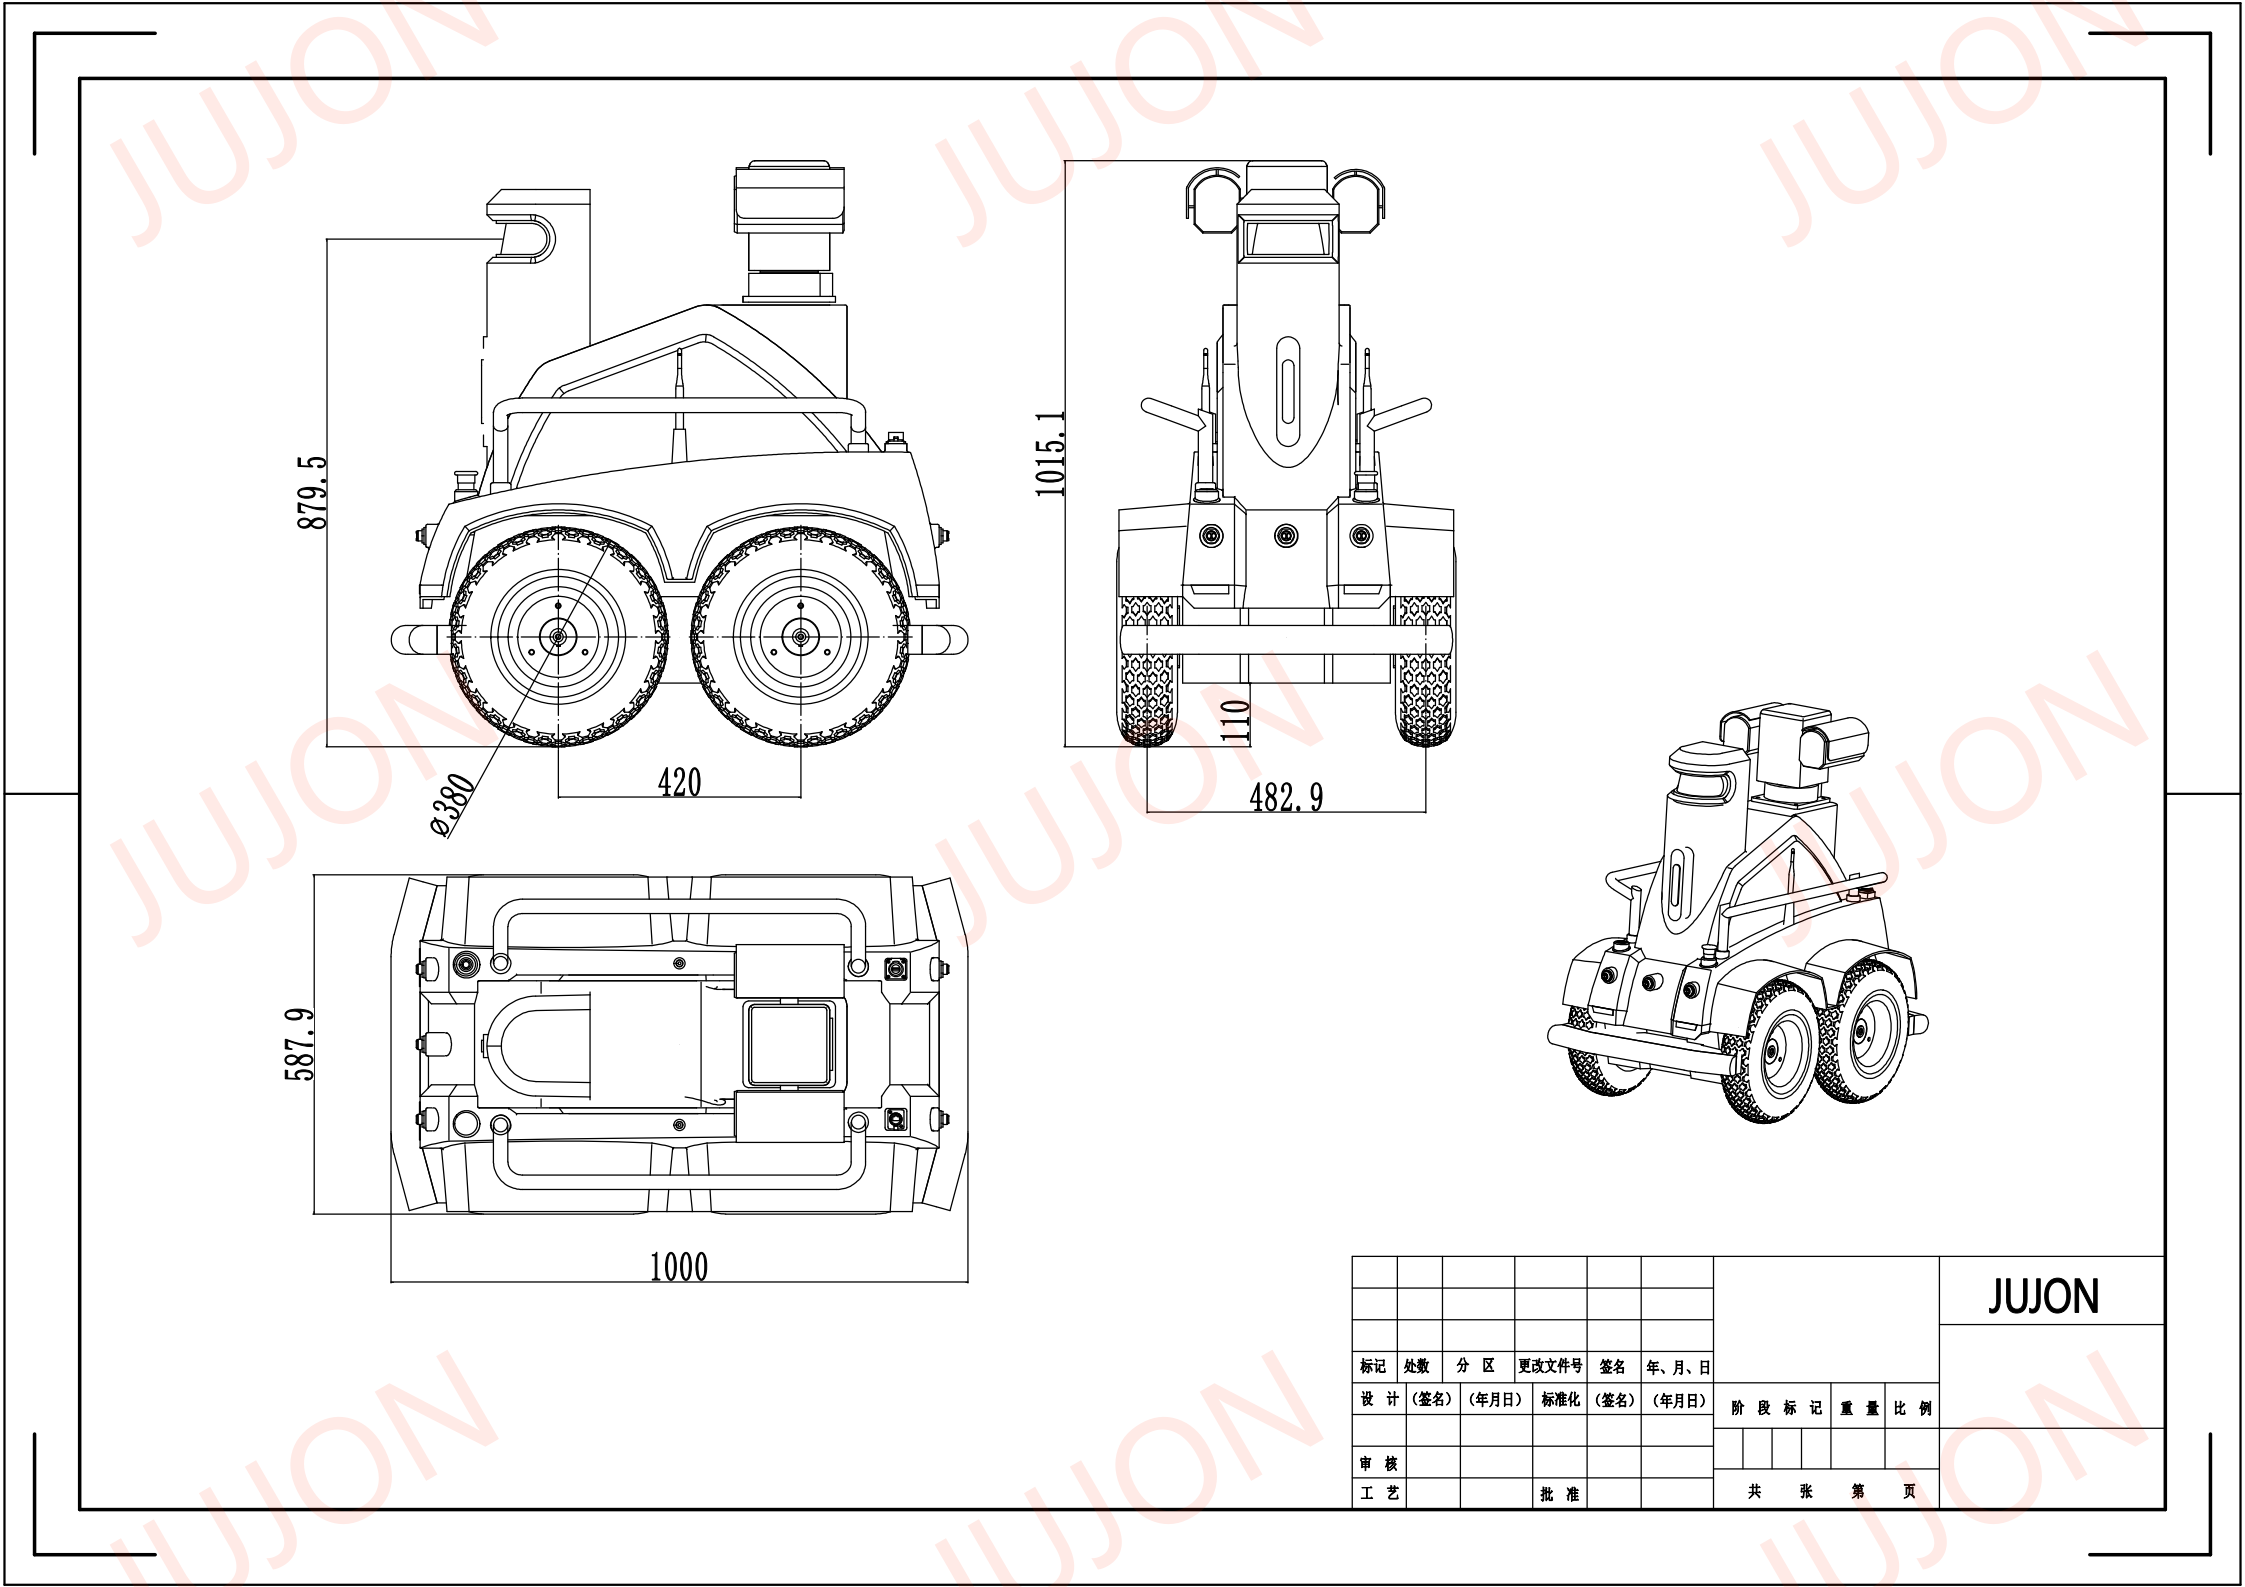 JUJON
JUJON
JUJON
879.5
1015.1
110
420
482.9
ø380
JUJON
JUJON
JUJON
587.9
1000
JUJON
标记 处数 分 区 更改文件号 签名 年、月、日
设 计 (签名) (年月日) 标准化 (签名) (年月日)
阶 段 标 记 重 量 比 例
审 核
工 艺 批 准
共 张 第 页
JUJON
JUJON
JUJON